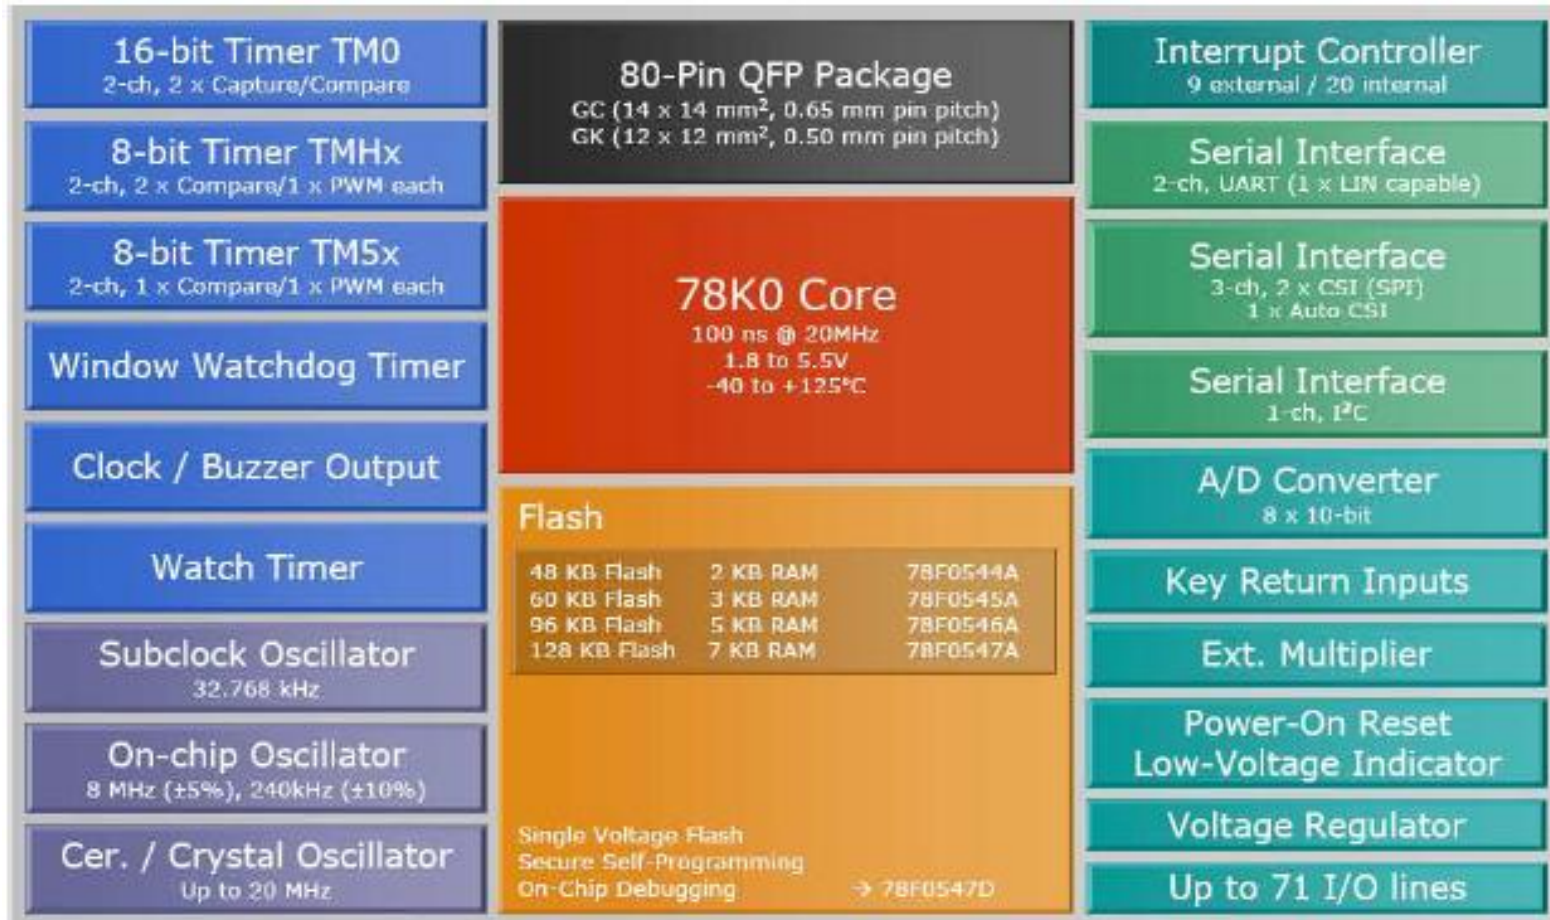 16-bit Timer TM0
2-ch, 2 x Capture/Compare
8-bit Timer TMHx
2-ch, 2 x Compare/1 x PWM each
8-bit Timer TM5x
2-ch, 1 x Compare/1 x PWM each
Window Watchdog Timer
Clock / Buzzer Output
Watch Timer
Subclock Oscillator
32.768 kHz
On-chip Oscillator
8 MHz (±5%), 240kHz (±10%)
Cer. / Crystal Oscillator
Up to 20 MHz
80-Pin QFP Package
GC (14 x 14 mm², 0.65 mm pin pitch)
GK (12 x 12 mm², 0.50 mm pin pitch)
78K0 Core
100 ns @ 20MHz
1.8 to 5.5V
-40 to +125°C
Flash
48 KB Flash 2 KB RAM 78F0544A
60 KB Flash 3 KB RAM 78F0545A
96 KB Flash 5 KB RAM 78F0546A
128 KB Flash 7 KB RAM 78F0547A
Single Voltage Flash
Secure Self-Programming
On-Chip Debugging → 78F0547D
Interrupt Controller
9 external / 20 internal
Serial Interface
2-ch, UART (1 x LIN capable)
Serial Interface
3-ch, 2 x CSI (SPI)
1 x Auto CSI
Serial Interface
1-ch, I²C
A/D Converter
8 x 10-bit
Key Return Inputs
Ext. Multiplier
Power-On Reset
Low-Voltage Indicator
Voltage Regulator
Up to 71 I/O lines